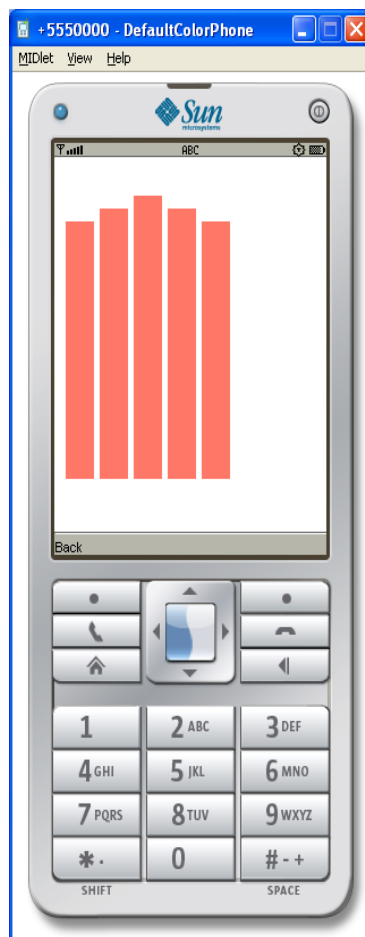 +5550000 - DefaultColorPhone
MIDlet View Help
Sun
microsystems
ABC
Back
1 2 ABC 3 DEF
4 GHI 5 JKL 6 MNO
7 PQRS 8 TUV 9 WXYZ
* . 0 # - +
SHIFT SPACE